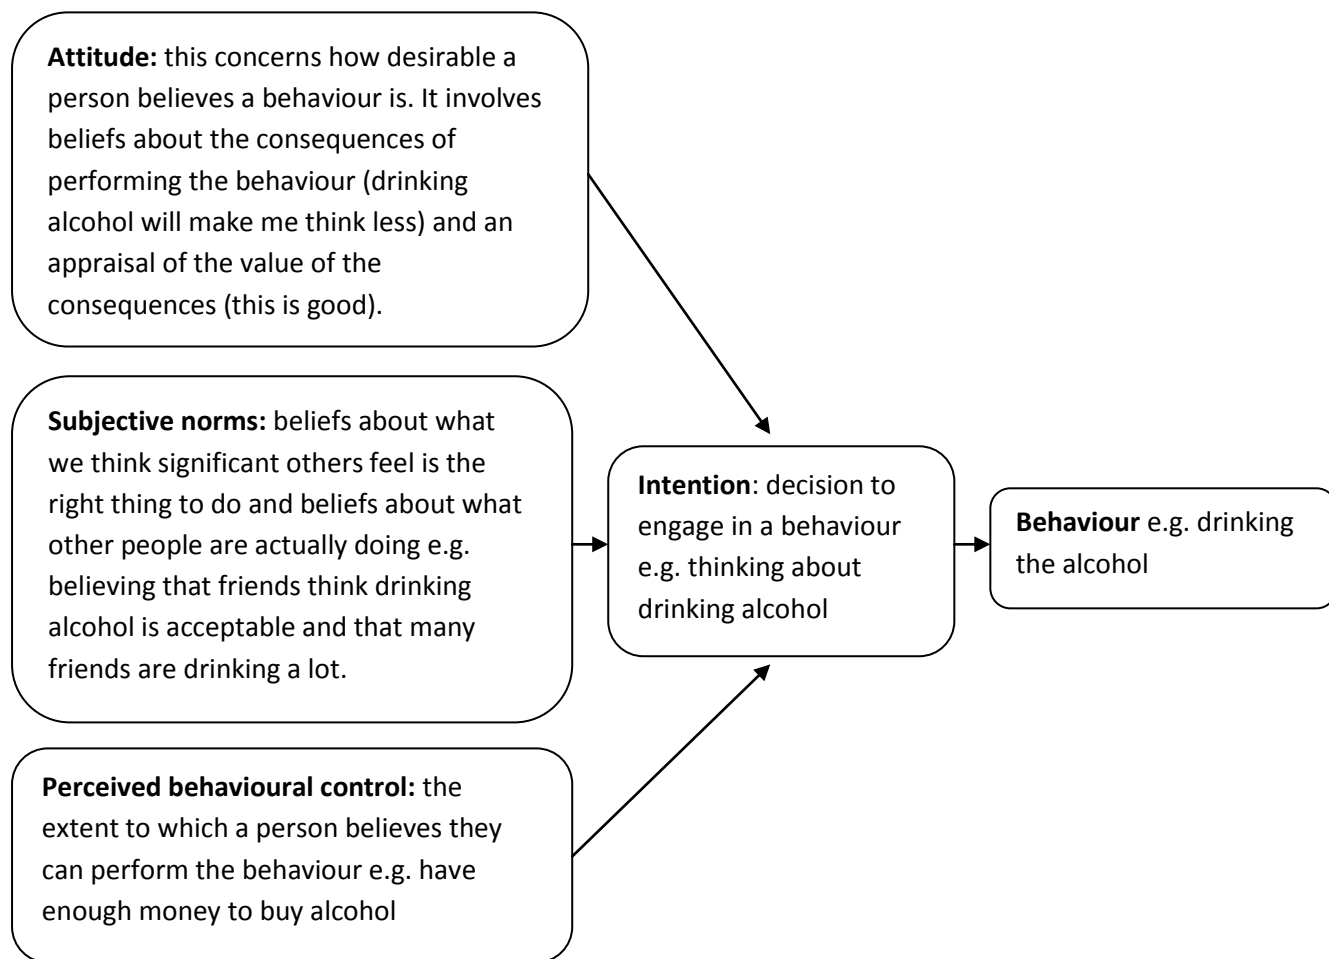 Attitude: this concerns how desirable a
person believes a behaviour is. It involves
beliefs about the consequences of
performing the behaviour (drinking
alcohol will make me think less) and an
appraisal of the value of the
consequences (this is good).
Subjective norms: beliefs about what
we think significant others feel is the
right thing to do and beliefs about what
other people are actually doing e.g.
believing that friends think drinking
alcohol is acceptable and that many
friends are drinking a lot.
Perceived behavioural control: the
extent to which a person believes they
can perform the behaviour e.g. have
enough money to buy alcohol
Intention: decision to
engage in a behaviour
e.g. thinking about
drinking alcohol
Behaviour e.g. drinking
the alcohol